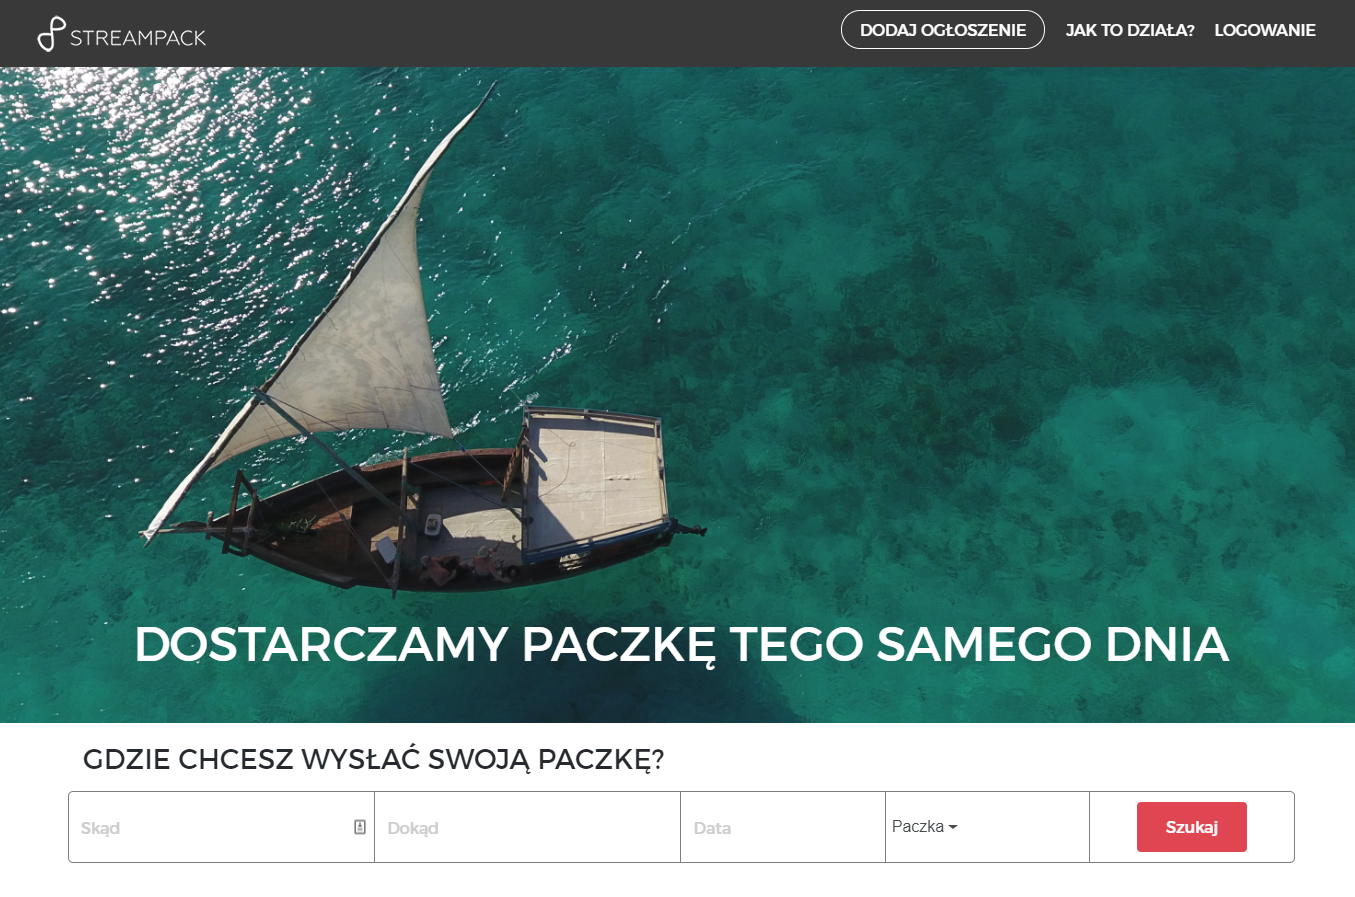 STREAMPACK
DODAJ OGŁOSZENIE
JAK TO DZIAŁA?
LOGOWANIE
DOSTARCZAMY PACZKĘ TEGO SAMEGO DNIA
GDZIE CHCESZ WYSŁAĆ SWOJĄ PACZKĘ?
Skąd
Dokąd
Data
Paczka
Szukaj